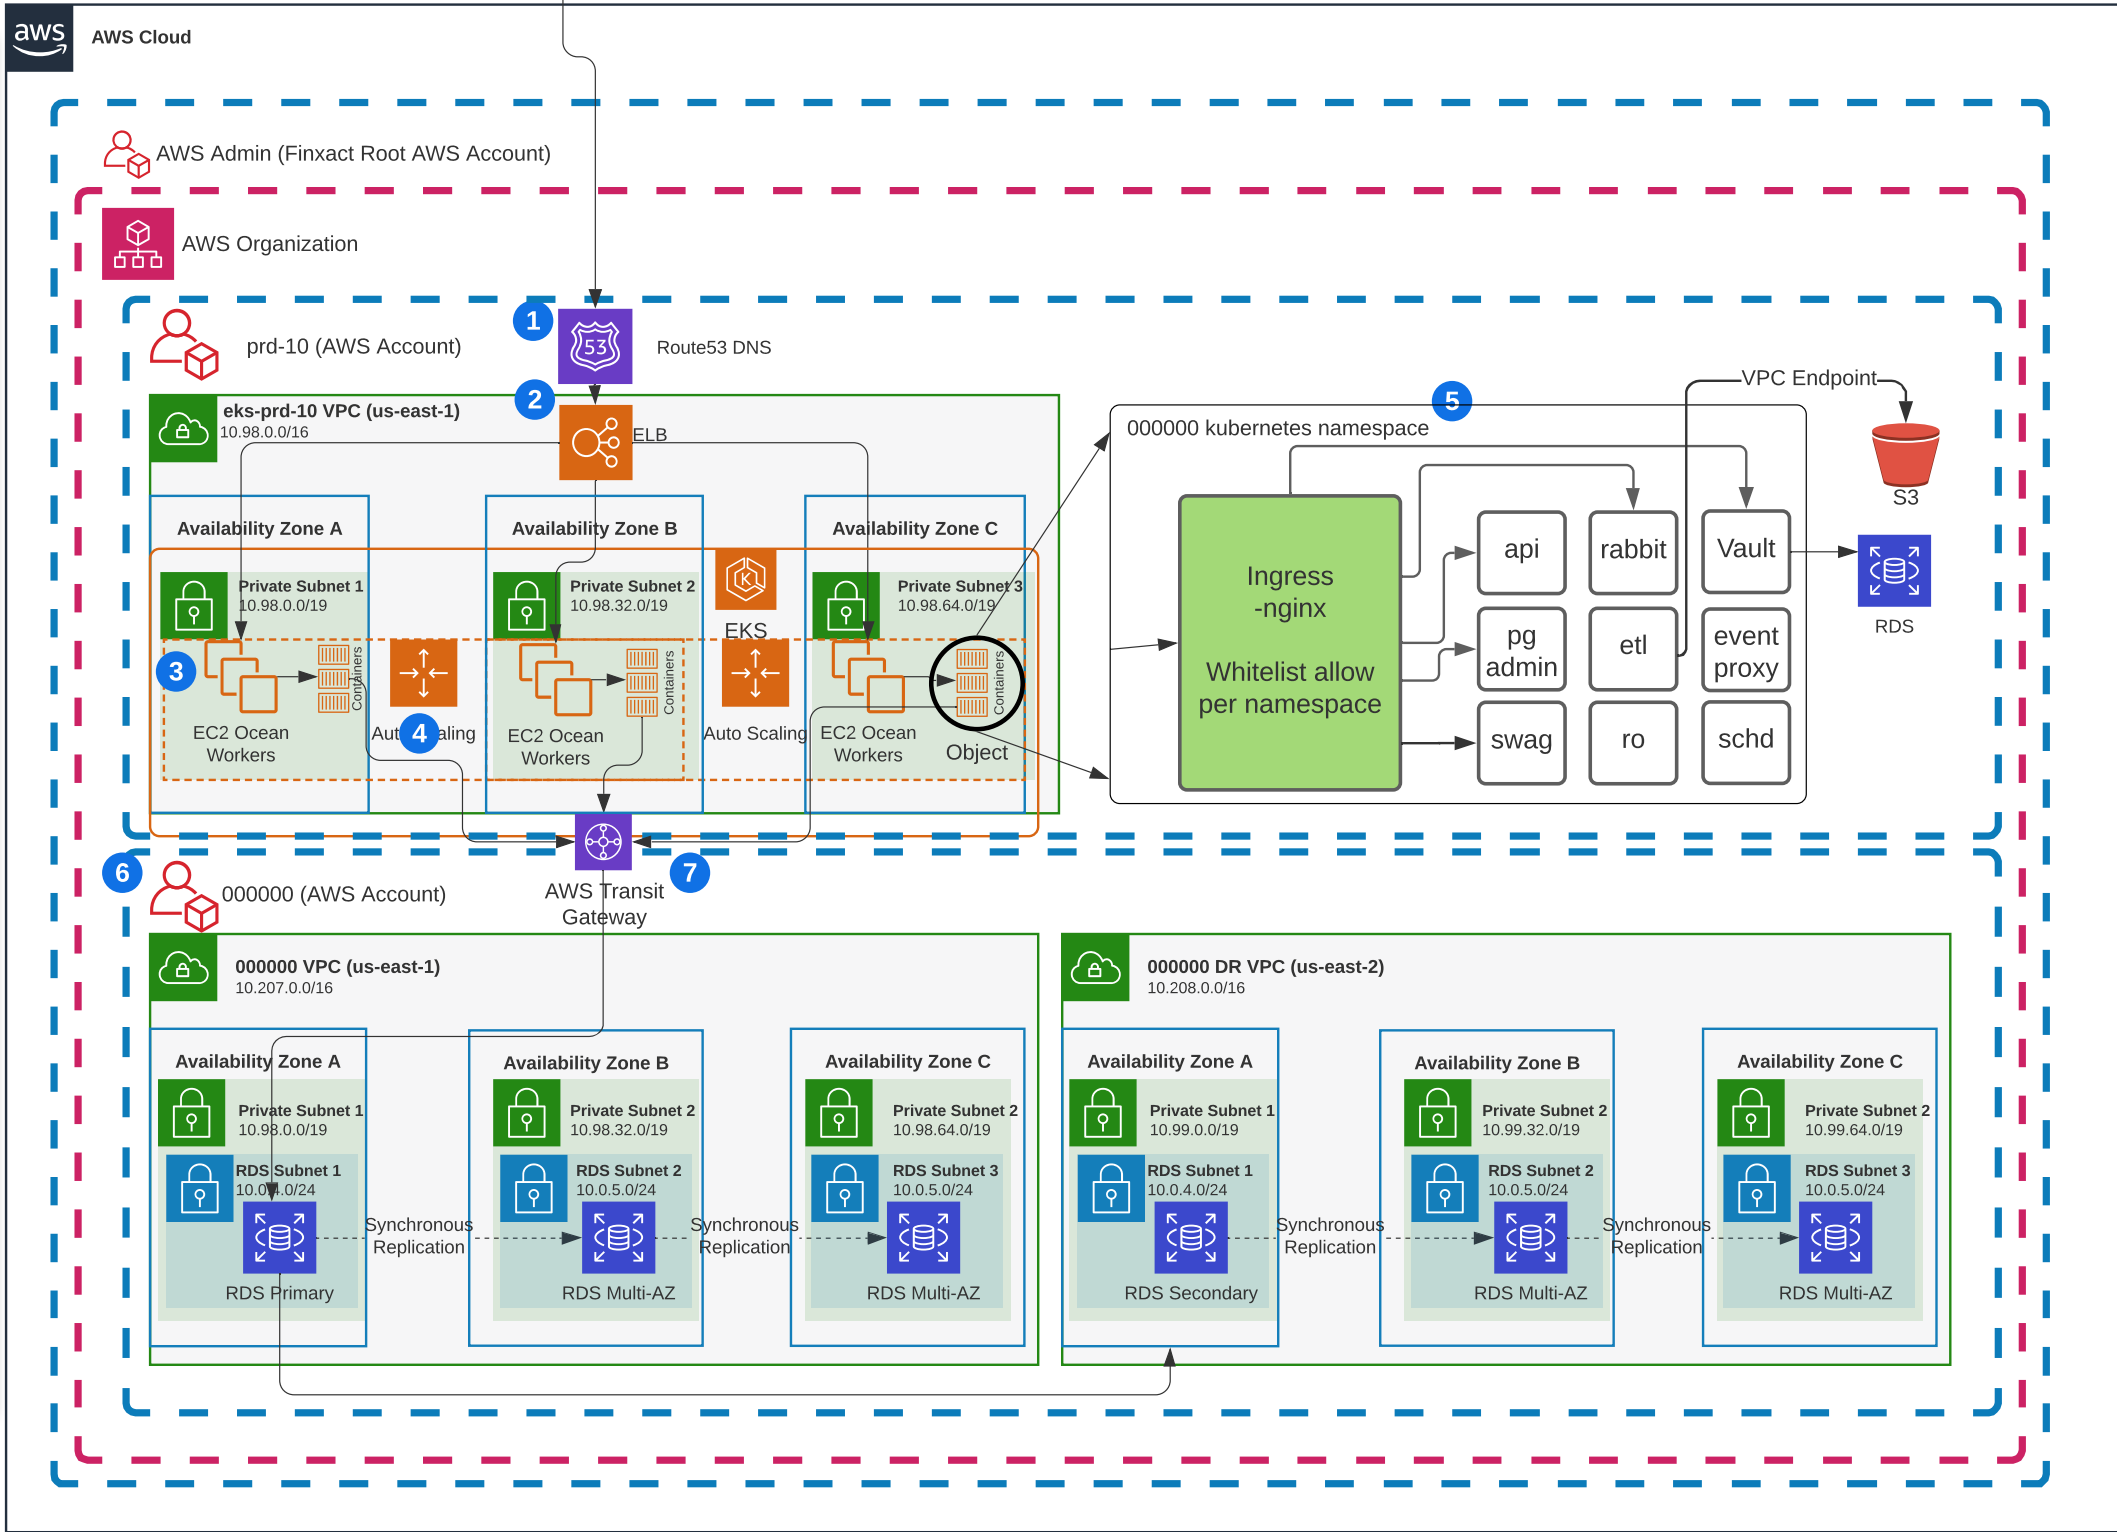 aws
AWS Cloud
AWS Admin (Finxact Root AWS Account)
AWS Organization
1
53
Route53 DNS
prd-10 (AWS Account)
2
ELB
eks-prd-10 VPC (us-east-1)
10.98.0.0/16
Availability Zone A
Availability Zone B
Availability Zone C
Private Subnet 1
10.98.0.0/19
Private Subnet 2
10.98.32.0/19
K
EKS
Private Subnet 3
10.98.64.0/19
3
Containers
EC2 Ocean
Workers
4
Containers
EC2 Ocean
Workers
Auto Scaling
Containers
EC2 Ocean
Workers
Object
5
000000 kubernetes namespace
VPC Endpoint
S3
Ingress
-nginx
Whitelist allow
per namespace
api
rabbit
Vault
pg
admin
etl
event
proxy
swag
ro
schd
RDS
6
000000 (AWS Account)
7
AWS Transit
Gateway
000000 VPC (us-east-1)
10.207.0.0/16
Availability Zone A
Availability Zone B
Availability Zone C
Private Subnet 1
10.98.0.0/19
Private Subnet 2
10.98.32.0/19
Private Subnet 2
10.98.64.0/19
RDS Subnet 1
RDS Subnet 2
10.0.5.0/24
RDS Subnet 3
10.0.5.0/24
Synchronous
Replication
Synchronous
Replication
RDS Primary
RDS Multi-AZ
RDS Multi-AZ
000000 DR VPC (us-east-2)
10.208.0.0/16
Availability Zone A
Availability Zone B
Availability Zone C
Private Subnet 1
10.99.0.0/19
Private Subnet 2
10.99.32.0/19
Private Subnet 2
10.99.64.0/19
RDS Subnet 1
10.0.4.0/24
RDS Subnet 2
10.0.5.0/24
RDS Subnet 3
10.0.5.0/24
Synchronous
Replication
Synchronous
Replication
RDS Secondary
RDS Multi-AZ
RDS Multi-AZ